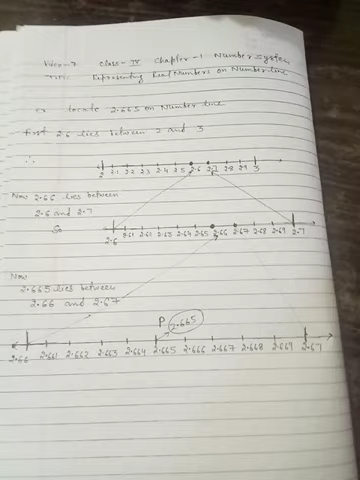 Video-7 Class-IX Chapter-1 Number system
Topic Representing Real Numbers on Number line
Ex locate 2.665 on Number line
first 2.6 lies between 2 and 3
∴
2 2.1 2.2 2.3 2.4 2.5 2.6 2.7 2.8 2.9 3
Now 2.66 lies between
2.6 and 2.7
So
2.6 2.61 2.61 2.63 2.64 2.65 2.66 2.67 2.68 2.69 2.7
Now
2.665 lies between
2.66 and 2.67
P 2.665
2.66 2.661 2.662 2.663 2.664 2.665 2.666 2.667 2.668 2.669 2.67